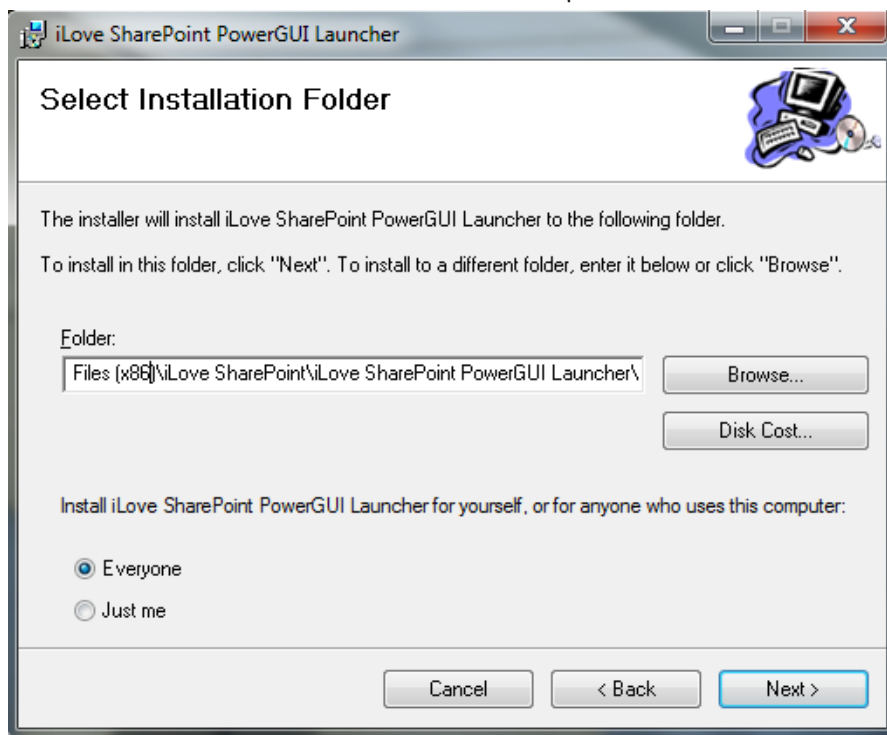 iLove SharePoint PowerGUI Launcher
Select Installation Folder
The installer will install iLove SharePoint PowerGUI Launcher to the following folder.
To install in this folder, click "Next". To install to a different folder, enter it below or click "Browse".
Folder:
Files (x86)\iLove SharePoint\iLove SharePoint PowerGUI Launcher\
Browse...
Disk Cost...
Install iLove SharePoint PowerGUI Launcher for yourself, or for anyone who uses this computer:
Everyone
Just me
Cancel
< Back
Next >